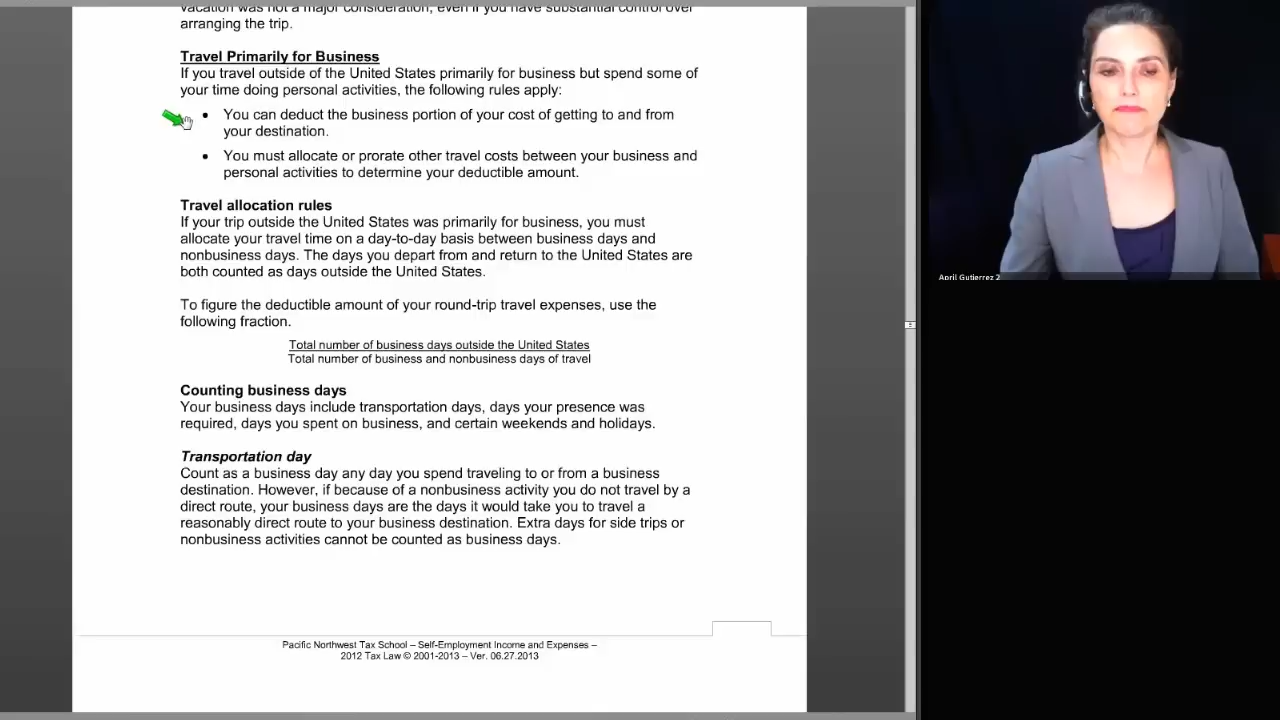 vacation was not a major consideration, even if you have substantial control over
arranging the trip.
Travel Primarily for Business
If you travel outside of the United States primarily for business but spend some of
your time doing personal activities, the following rules apply:
• You can deduct the business portion of your cost of getting to and from
your destination.
• You must allocate or prorate other travel costs between your business and
personal activities to determine your deductible amount.
Travel allocation rules
If your trip outside the United States was primarily for business, you must
allocate your travel time on a day-to-day basis between business days and
nonbusiness days. The days you depart from and return to the United States are
both counted as days outside the United States.
To figure the deductible amount of your round-trip travel expenses, use the
following fraction.
Total number of business days outside the United States
Total number of business and nonbusiness days of travel
Counting business days
Your business days include transportation days, days your presence was
required, days you spent on business, and certain weekends and holidays.
Transportation day
Count as a business day any day you spend traveling to or from a business
destination. However, if because of a nonbusiness activity you do not travel by a
direct route, your business days are the days it would take you to travel a
reasonably direct route to your business destination. Extra days for side trips or
nonbusiness activities cannot be counted as business days.
Pacific Northwest Tax School – Self-Employment Income and Expenses –
2012 Tax Law © 2001-2013 – Ver. 06.27.2013
April Gutierrez 2